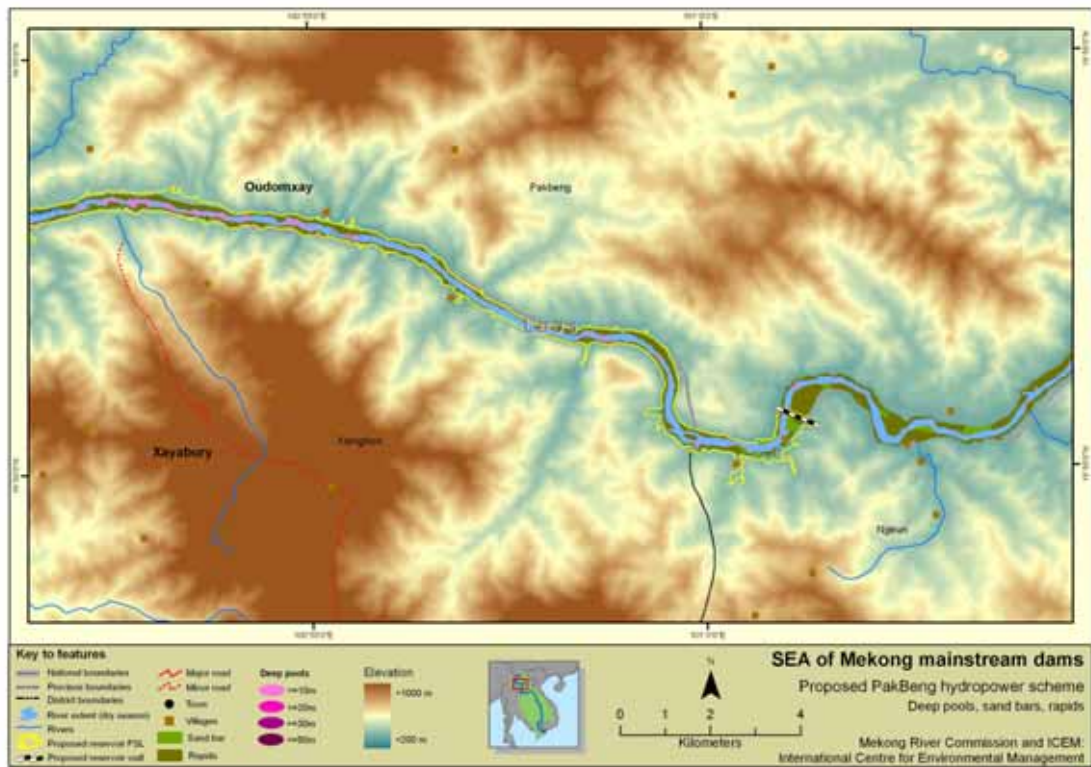 Oudomxay
Pakbeng
Xayabury
Ngeun
Key to features
National boundaries
Province boundaries
District boundaries
River extent (dry season)
Rivers
Proposed reservoir FSL
Proposed reservoir wall
Major road
Minor road
Town
Villages
Sand bar
Rapids
Deep pools
>=10m
>=20m
>=30m
Elevation
>1000 m
<200 m
N
0 1 2 4
Kilometers
SEA of Mekong mainstream dams
Proposed PakBeng hydropower scheme
Deep pools, sand bars, rapids
Mekong River Commission and ICEM:
International Centre for Environmental Management